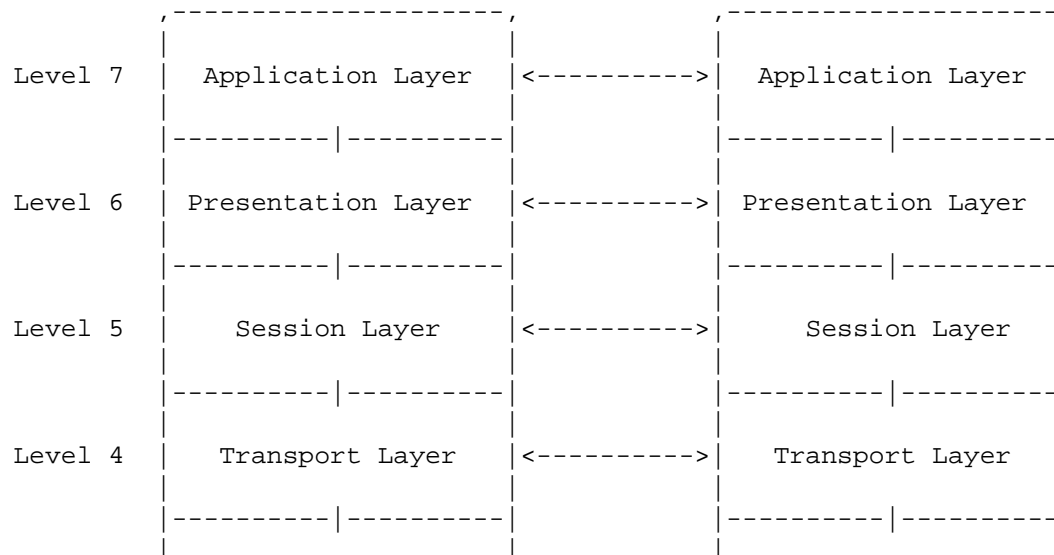 Level 7 Application Layer <----------> Application Layer
Level 6 Presentation Layer <----------> Presentation Layer
Level 5 Session Layer <----------> Session Layer
Level 4 Transport Layer <----------> Transport Layer